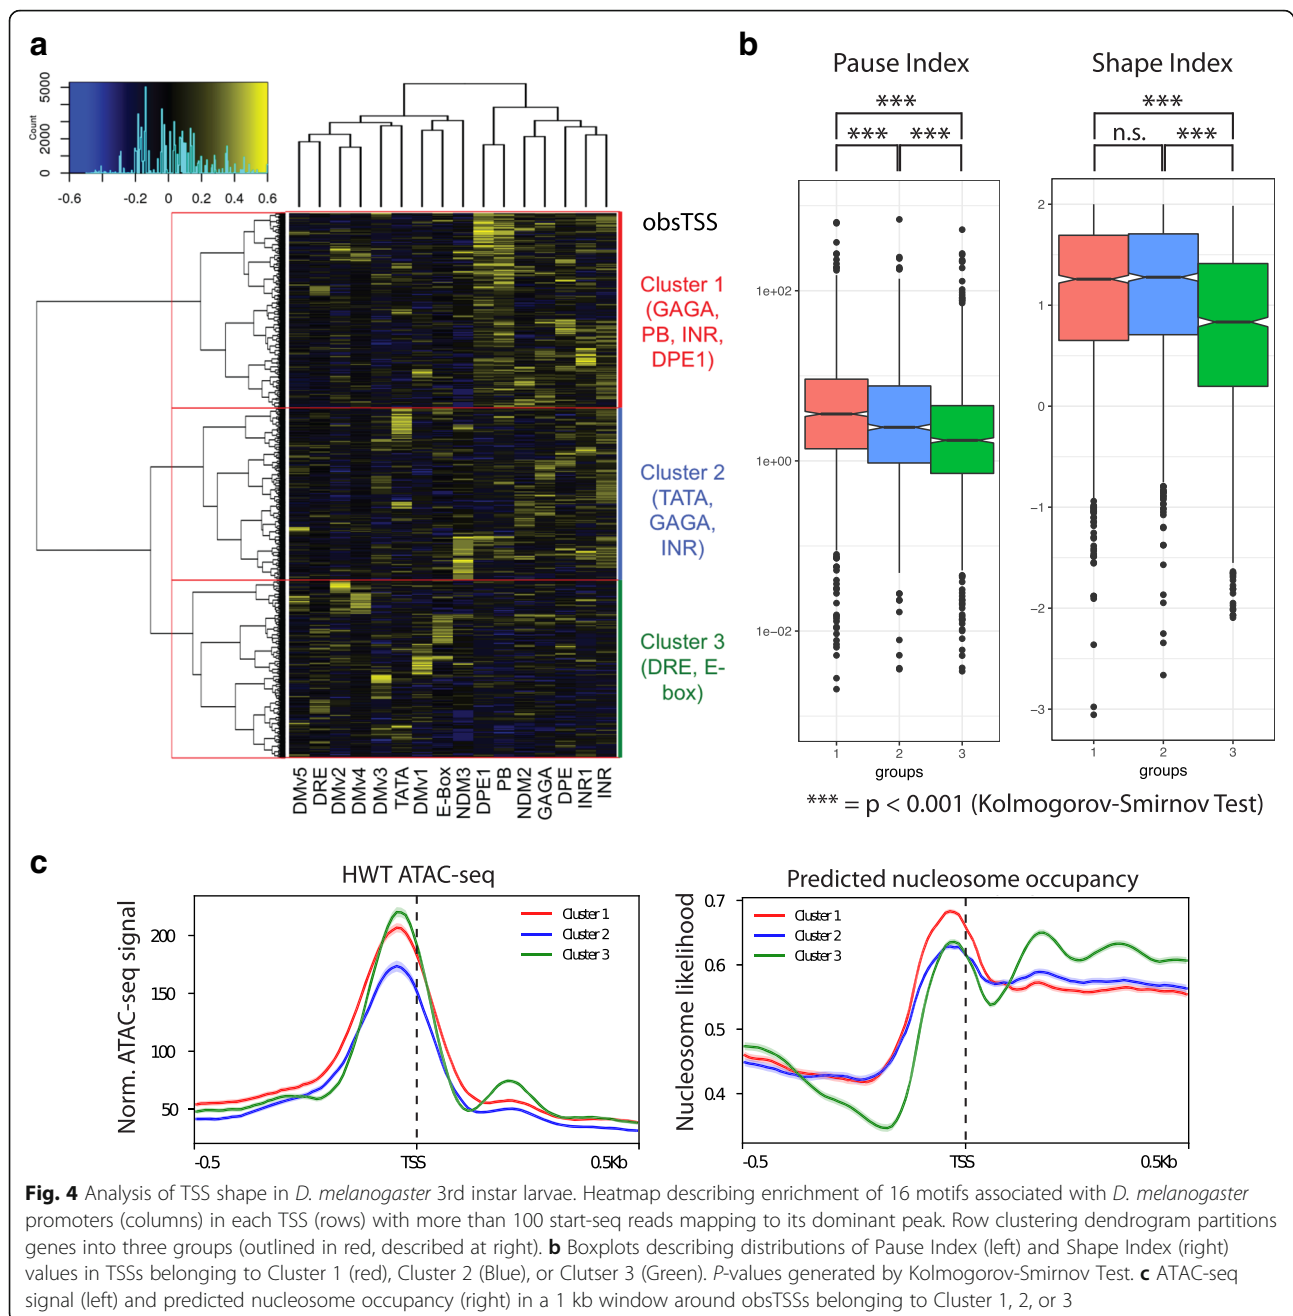 a
5000
2000
0
Count
-0.6
-0.2
0
0.2
0.4
0.6
obsTSS
Cluster 1
(GAGA,
PB, INR,
DPE1)
Cluster 2
(TATA,
GAGA,
INR)
Cluster 3
(DRE, E-
box)
DMv5
DRE
DMv2
DMv4
DMv3
TATA
DMv1
E-Box
NDM3
DPE1
PB
NDM2
GAGA
DPE
INR1
INR
b
Pause Index
***
*** ***
1e+02
1e+00
1e-02
1 2 3
groups
Shape Index
***
n.s. ***
2
1
0
-1
-2
-3
1 2 3
groups
*** = p < 0.001 (Kolmogorov-Smirnov Test)
c
HWT ATAC-seq
Norm. ATAC-seq signal
200
150
100
50
Cluster 1
Cluster 2
Cluster 3
-0.5 TSS 0.5Kb
Predicted nucleosome occupancy
Nucleosome likelihood
0.7
0.6
0.5
0.4
Cluster 1
Cluster 2
Cluster 3
-0.5 TSS 0.5Kb
Fig. 4 Analysis of TSS shape in D. melanogaster 3rd instar larvae. Heatmap describing enrichment of 16 motifs associated with D. melanogaster
promoters (columns) in each TSS (rows) with more than 100 start-seq reads mapping to its dominant peak. Row clustering dendrogram partitions
genes into three groups (outlined in red, described at right). b Boxplots describing distributions of Pause Index (left) and Shape Index (right)
values in TSSs belonging to Cluster 1 (red), Cluster 2 (Blue), or Clutser 3 (Green). P-values generated by Kolmogorov-Smirnov Test. c ATAC-seq
signal (left) and predicted nucleosome occupancy (right) in a 1 kb window around obsTSSs belonging to Cluster 1, 2, or 3